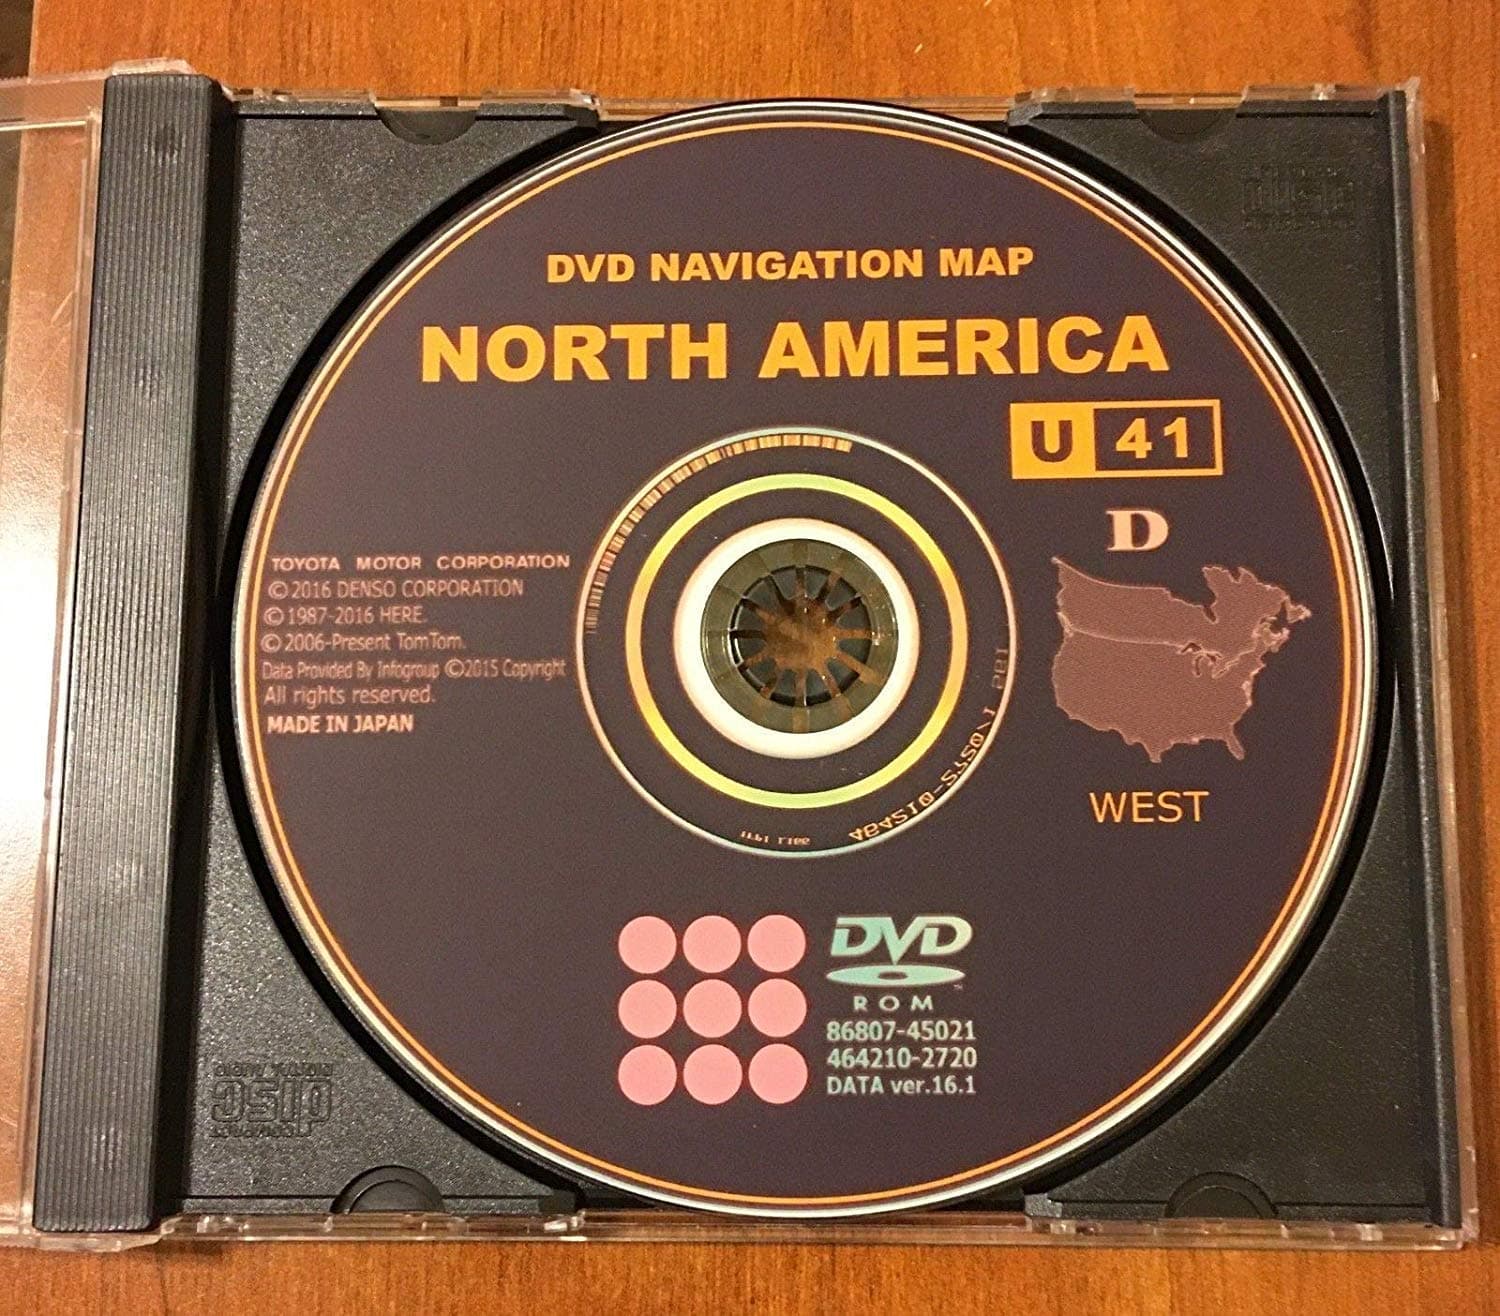 DVD NAVIGATION MAP
NORTH AMERICA
U 41
D
WEST
TOYOTA MOTOR CORPORATION
© 2016 DENSO CORPORATION
© 1987-2016 HERE.
© 2006-Present TomTom.
Data Provided By Infogroup ©2015 Copyright
All rights reserved.
MADE IN JAPAN
DVD
ROM
86807-45021
464210-2720
DATA ver.16.1